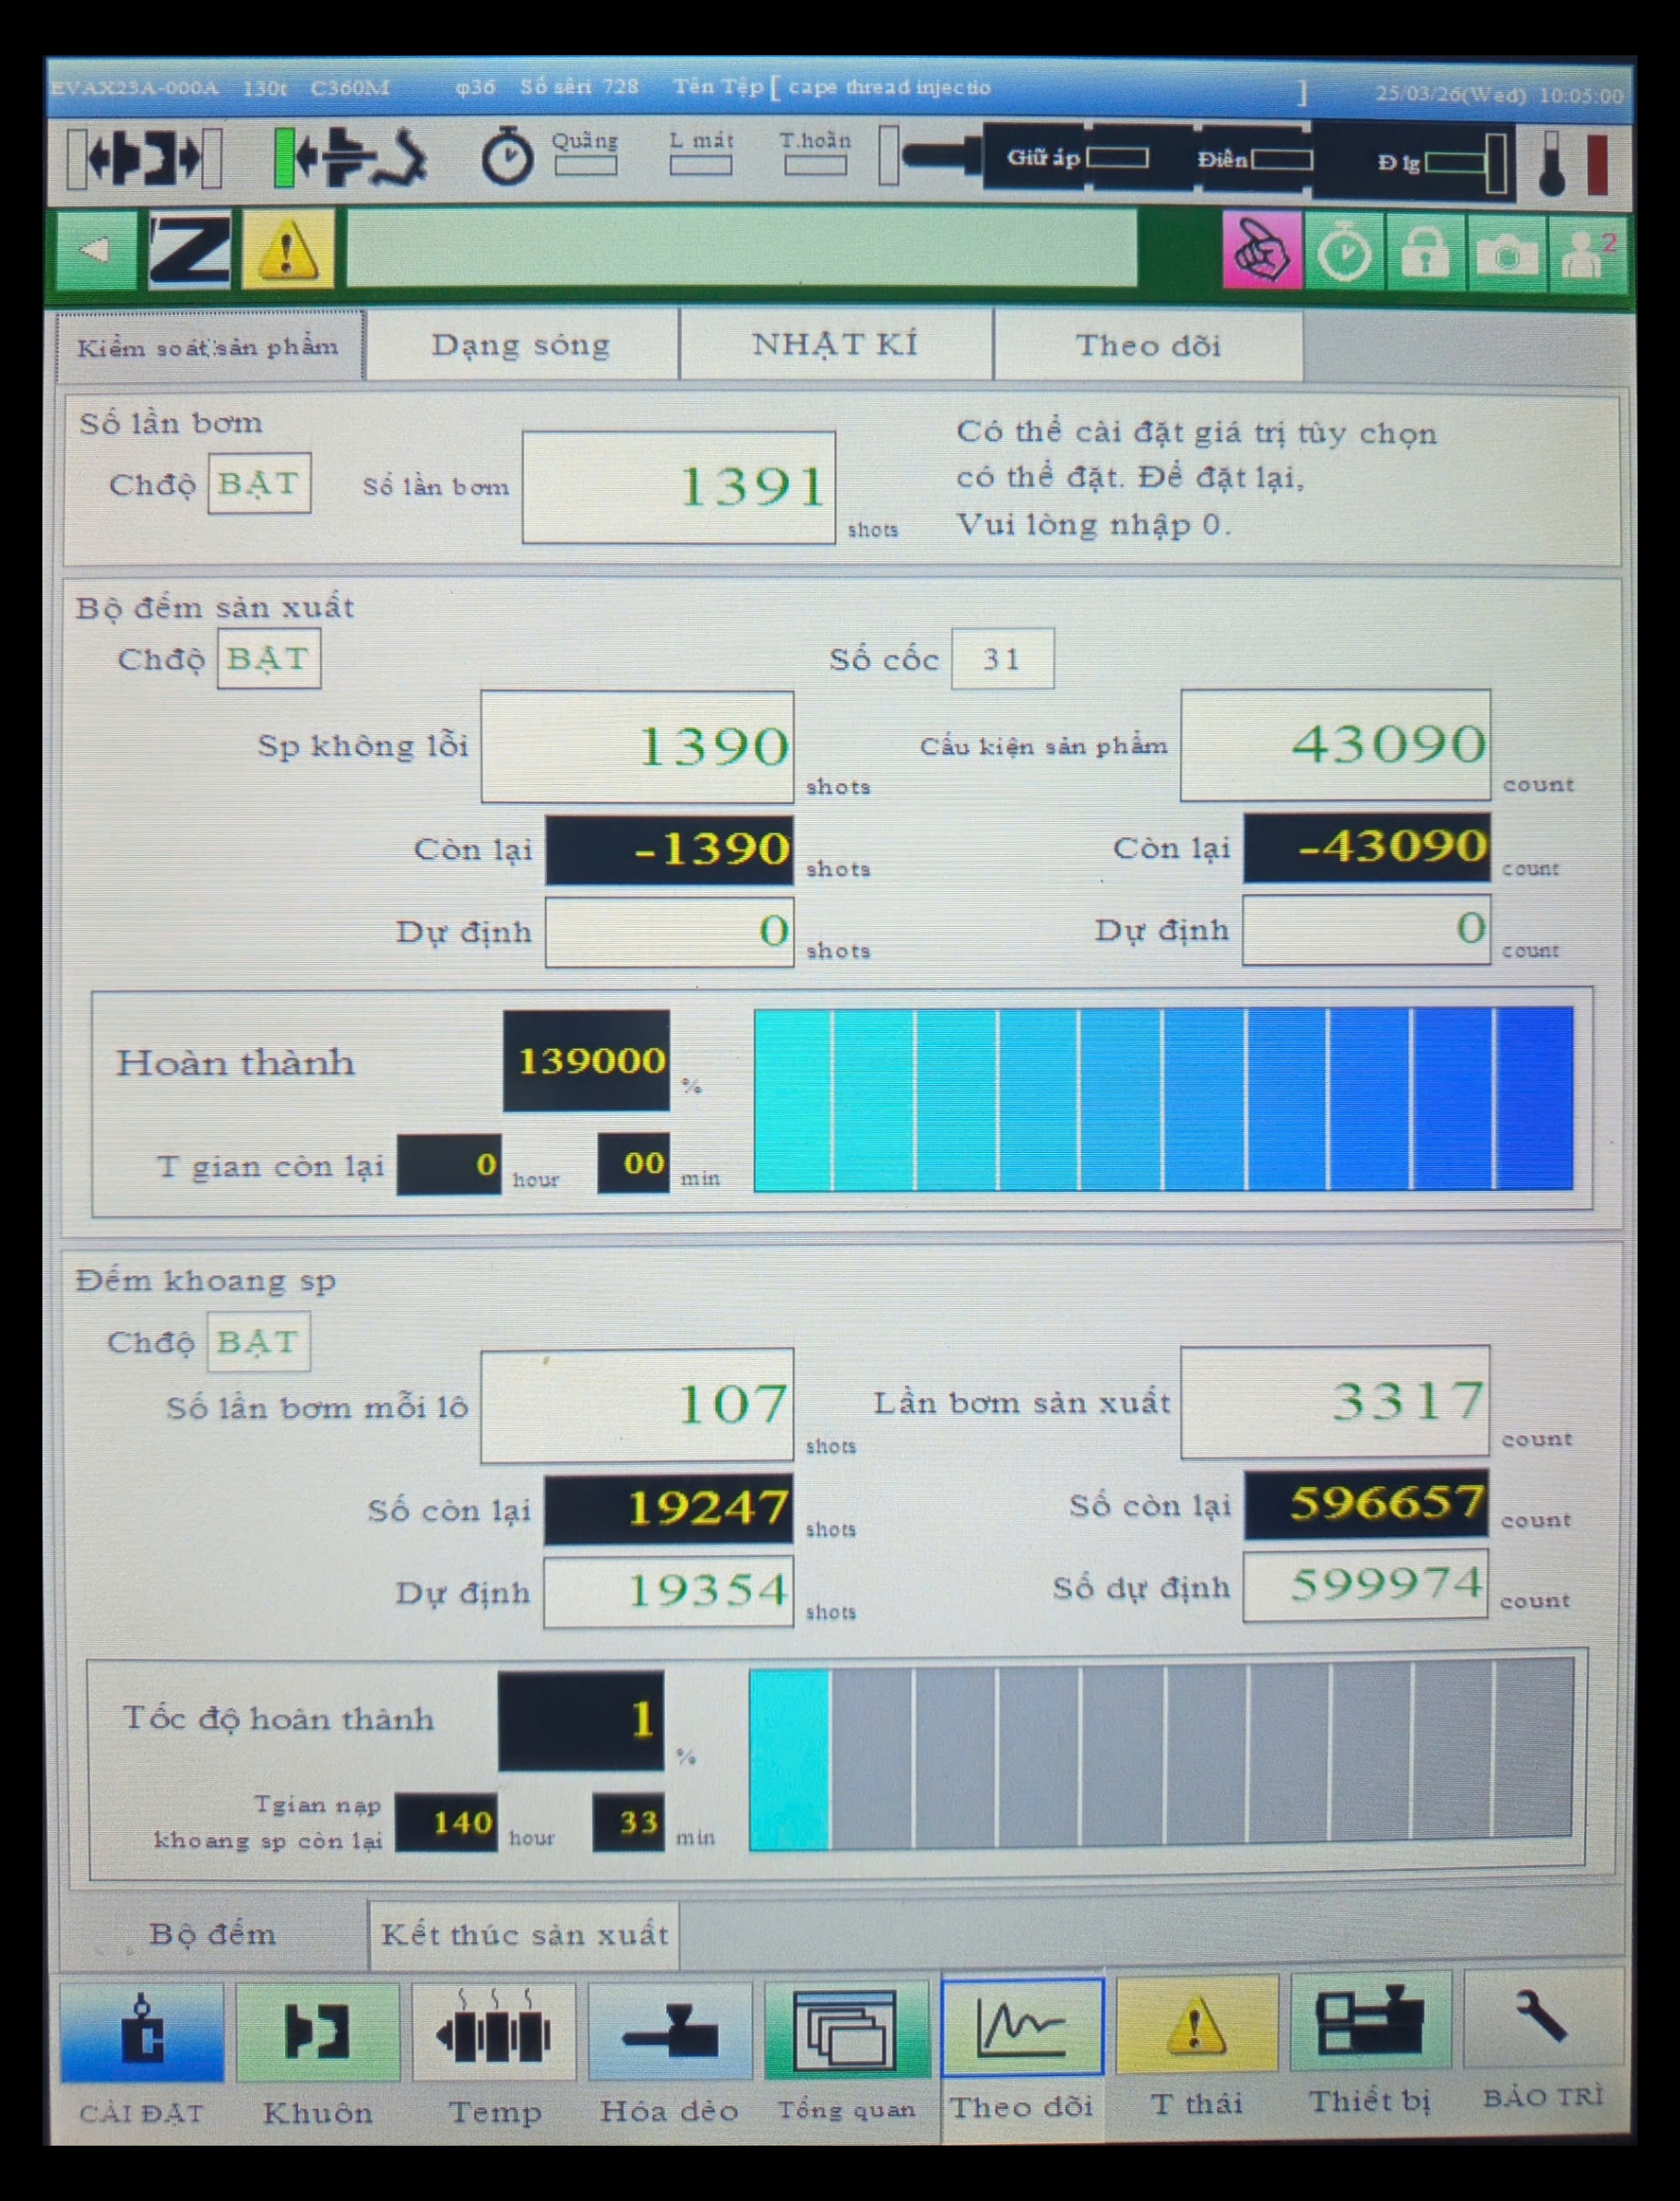 EVAX23A-000A 130t C360M φ36 Số sêri 728 Tên Tệp [ cape thread injectio ] 25/03/26(Wed) 10:05:00
Quãng L mát T.hoãn Giữ áp Điền Đ lg
2
Kiểm soát sản phẩm Dạng sóng NHẬT KÍ Theo dõi
Số lần bơm
Chđộ BẬT Số lần bơm 1391 shots
Có thể cài đặt giá trị tùy chọn
có thể đặt. Để đặt lại,
Vui lòng nhập 0.
Bộ đếm sản xuất
Chđộ BẬT Số cốc 31
Sp không lỗi 1390 shots Cấu kiện sản phẩm 43090 count
Còn lại -1390 shots Còn lại -43090 count
Dự định 0 shots Dự định 0 count
Hoàn thành 139000 %
T gian còn lại 0 hour 00 min
Đếm khoang sp
Chđộ BẬT
Số lần bơm mỗi lô 107 shots Lần bơm sản xuất 3317 count
Số còn lại 19247 shots Số còn lại 596657 count
Dự định 19354 shots Số dự định 599974 count
Tốc độ hoàn thành 1 %
Tgian nạp
khoang sp còn lại 140 hour 33 min
Bộ đếm Kết thúc sản xuất
CÀI ĐẶT Khuôn Temp Hóa dẻo Tổng quan Theo dõi T thái Thiết bị BẢO TRÌ